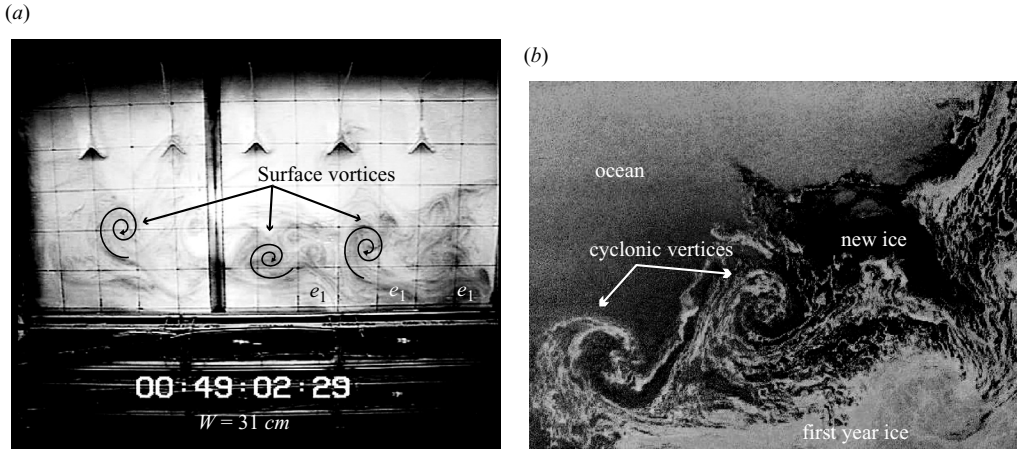 (a)
Surface vortices
e1
e1
e1
00:49:02:29
W = 31 cm
(b)
ocean
cyclonic vertices
new ice
first year ice